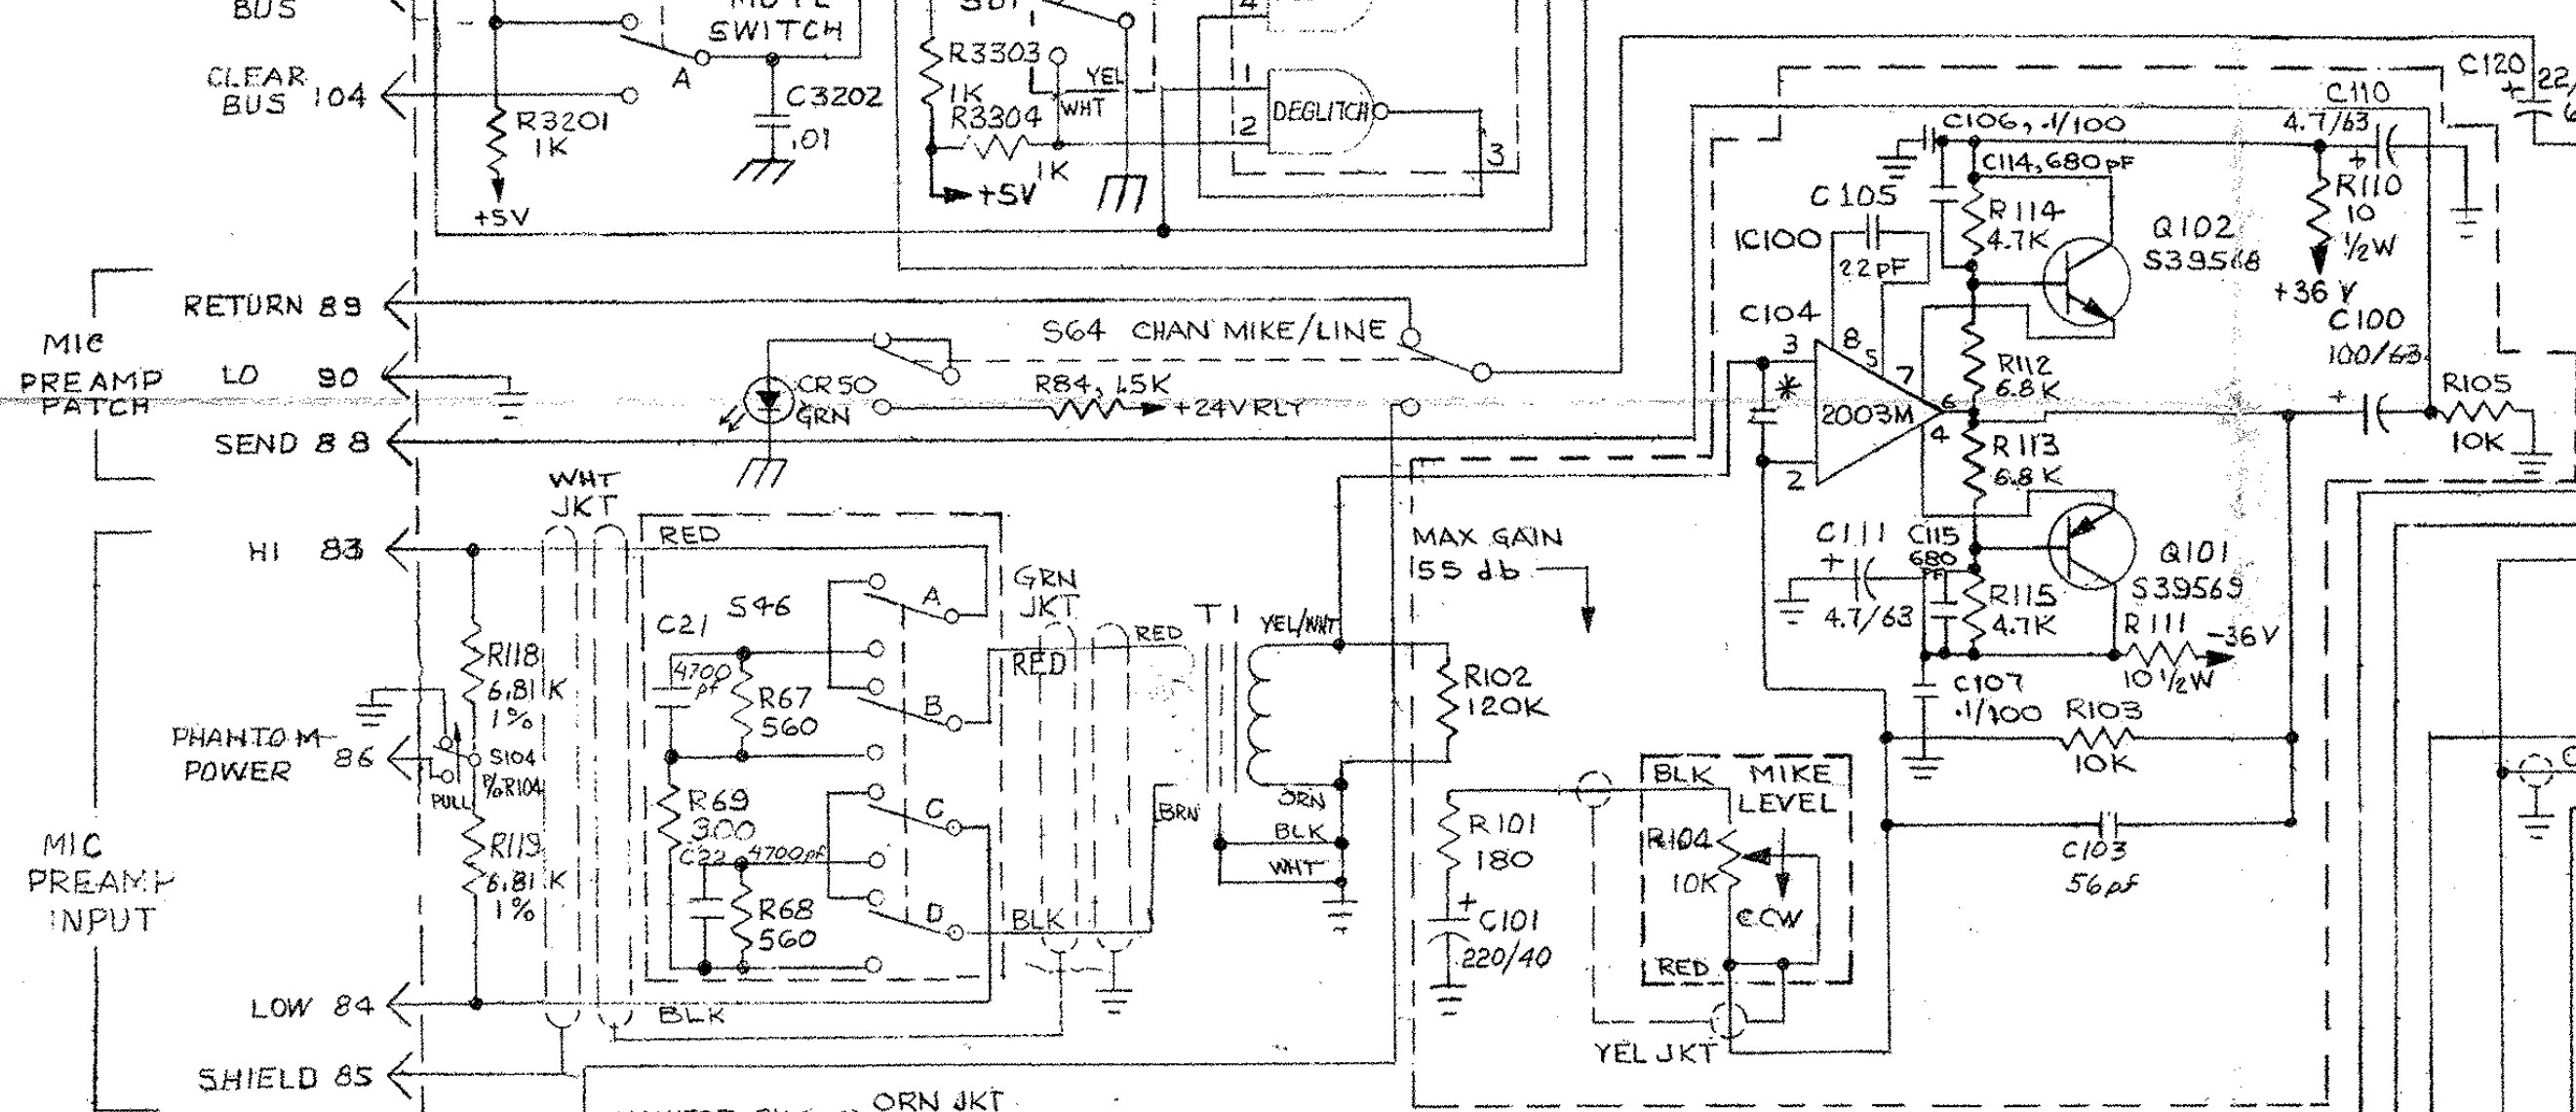 BUS
SWITCH
CLEAR
BUS 104
A
R3201
1K
+5V
C3202
.01
R3303
1K
R3304
1K
+5V
YEL
WHT
4
1
2
DEGLITCH
3
MIC
PREAMP
PATCH
RETURN 89
LO 90
SEND 88
S64 CHAN MIKE/LINE
CR50
GRN
R84, 1.5K
+24VRLY
C120
+
C110
4.7/63
+
C106, .1/100
C114, 680pF
C105
22pF
IC100
R114
4.7K
Q102
S39568
R110
10
1/2W
+36V
C104
3
*
8
5
7
2003M
6
4
2
R112
6.8K
R113
6.8K
C100
100/63
+
R105
10K
C111
+
4.7/63
C115
680
PF
R115
4.7K
Q101
S39569
R111
10 1/2W
-36V
C107
.1/100
R103
10K
C103
56pf
MIC
PREAMP
INPUT
HI 83
PHANTOM
POWER 86
LOW 84
SHIELD 85
R118
6.81K
1%
S104
P/O R104
PULL
R119
6.81K
1%
WHT
JKT
RED
S46
C21
4700
pf
R67
560
R69
300
C22 4700pf
R68
560
A
B
C
D
BLK
GRN
JKT
RED
BLK
RED
BRN
T1
YEL/WHT
ORN
BLK
WHT
R102
120K
MAX GAIN
55 db
R101
180
+
C101
220/40
BLK
MIKE
LEVEL
R104
10K
CCW
RED
YEL JKT
ORN JKT